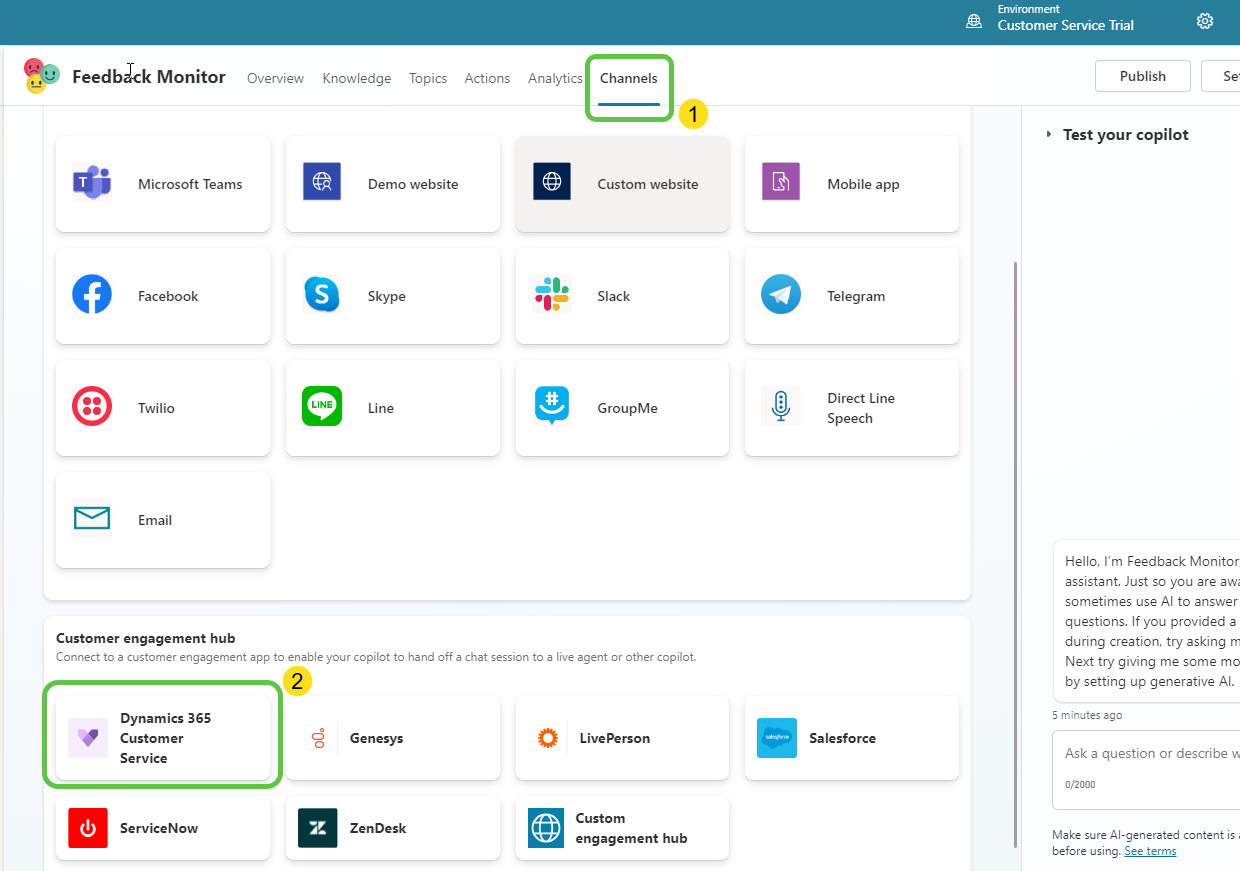 Environment
Customer Service Trial
Feedback Monitor
Overview
Knowledge
Topics
Actions
Analytics
Channels
Publish
Set
1
Test your copilot
T
Microsoft Teams
Demo website
Custom website
Mobile app
Facebook
S
Skype
Slack
Telegram
Twilio
LINE
Line
#
GroupMe
Direct Line
Speech
Email
Hello, I'm Feedback Monitor,
assistant. Just so you are awa
sometimes use AI to answer
questions. If you provided a
during creation, try asking m
Next try giving me some mo
by setting up generative AI.
5 minutes ago
Ask a question or describe w
0/2000
Make sure AI-generated content is a
before using. See terms
Customer engagement hub
Connect to a customer engagement app to enable your copilot to hand off a chat session to a live agent or other copilot.
2
Dynamics 365
Customer
Service
Genesys
LivePerson
salesforce
Salesforce
ServiceNow
ZenDesk
Custom
engagement hub